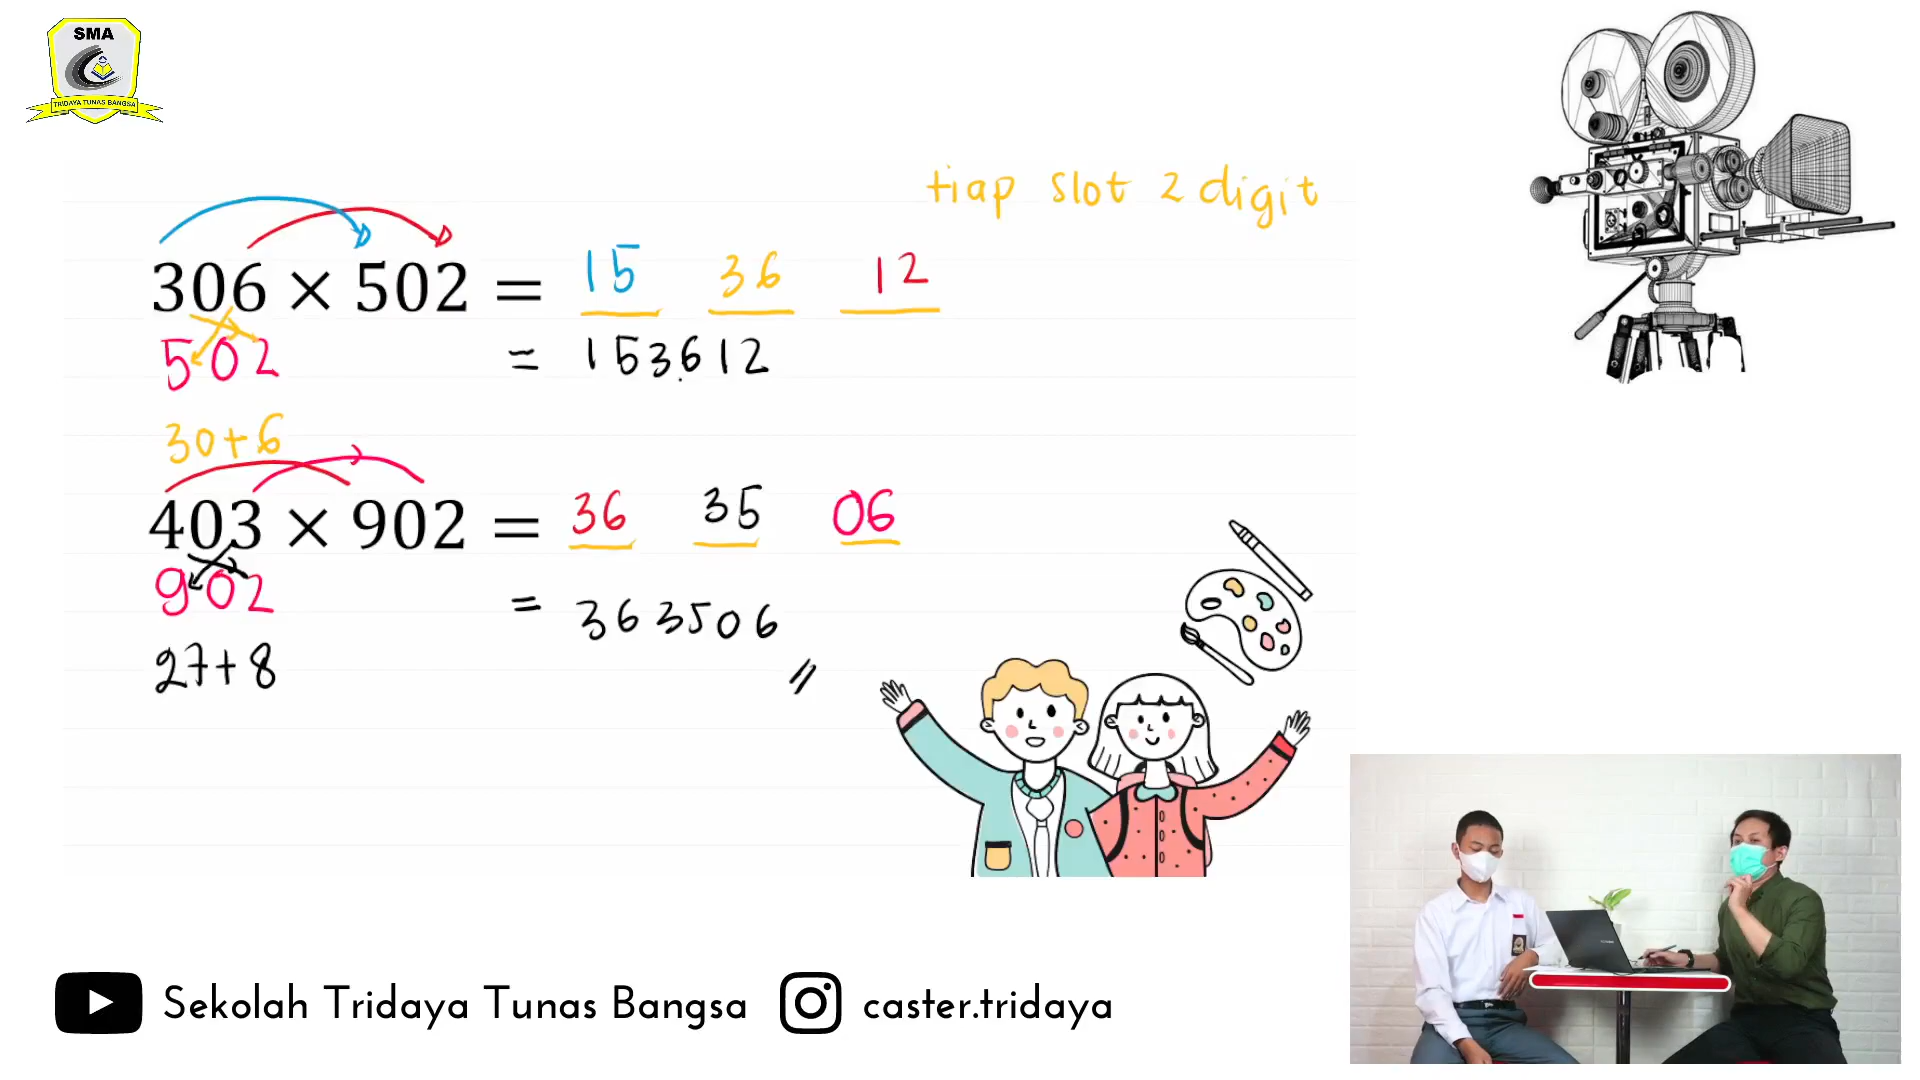 SMA
TRIDAYA TUNAS BANGSA
tiap slot 2 digit
306 × 502 = 15 36 12
502 = 153612
30+6
403 × 902 = 36 35 06
902 = 363506
27+8
Sekolah Tridaya Tunas Bangsa caster.tridaya